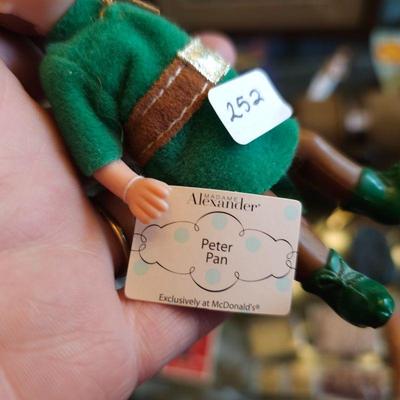 252
MADAME
Alexander®
Peter
Pan
Exclusively at McDonald's®